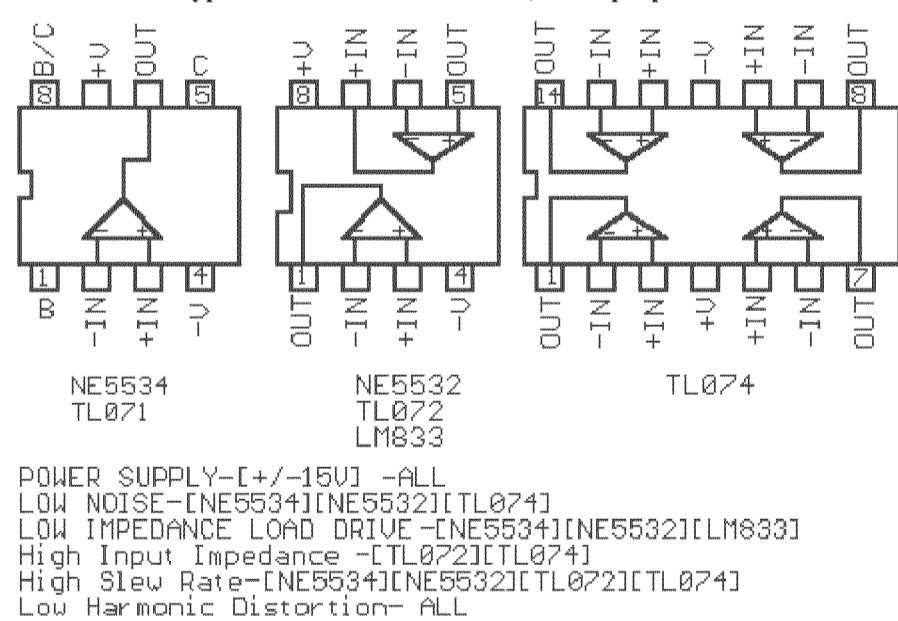 B/C +V OUT C +V +IN -IN OUT OUT -IN +IN -V +IN -IN OUT
8 5 8 5 14 8
- + - + + -
- + - + - + + -
1 4 1 4 1 7
B -IN +IN -V OUT -IN +IN -V OUT -IN +IN +V +IN -IN OUT
NE5534 NE5532 TL074
TL071 TL072
LM833
POWER SUPPLY-[+/-15V] -ALL
LOW NOISE-[NE5534][NE5532][TL074]
LOW IMPEDANCE LOAD DRIVE-[NE5534][NE5532][LM833]
High Input Impedance -[TL072][TL074]
High Slew Rate-[NE5534][NE5532][TL072][TL074]
Low Harmonic Distortion- ALL